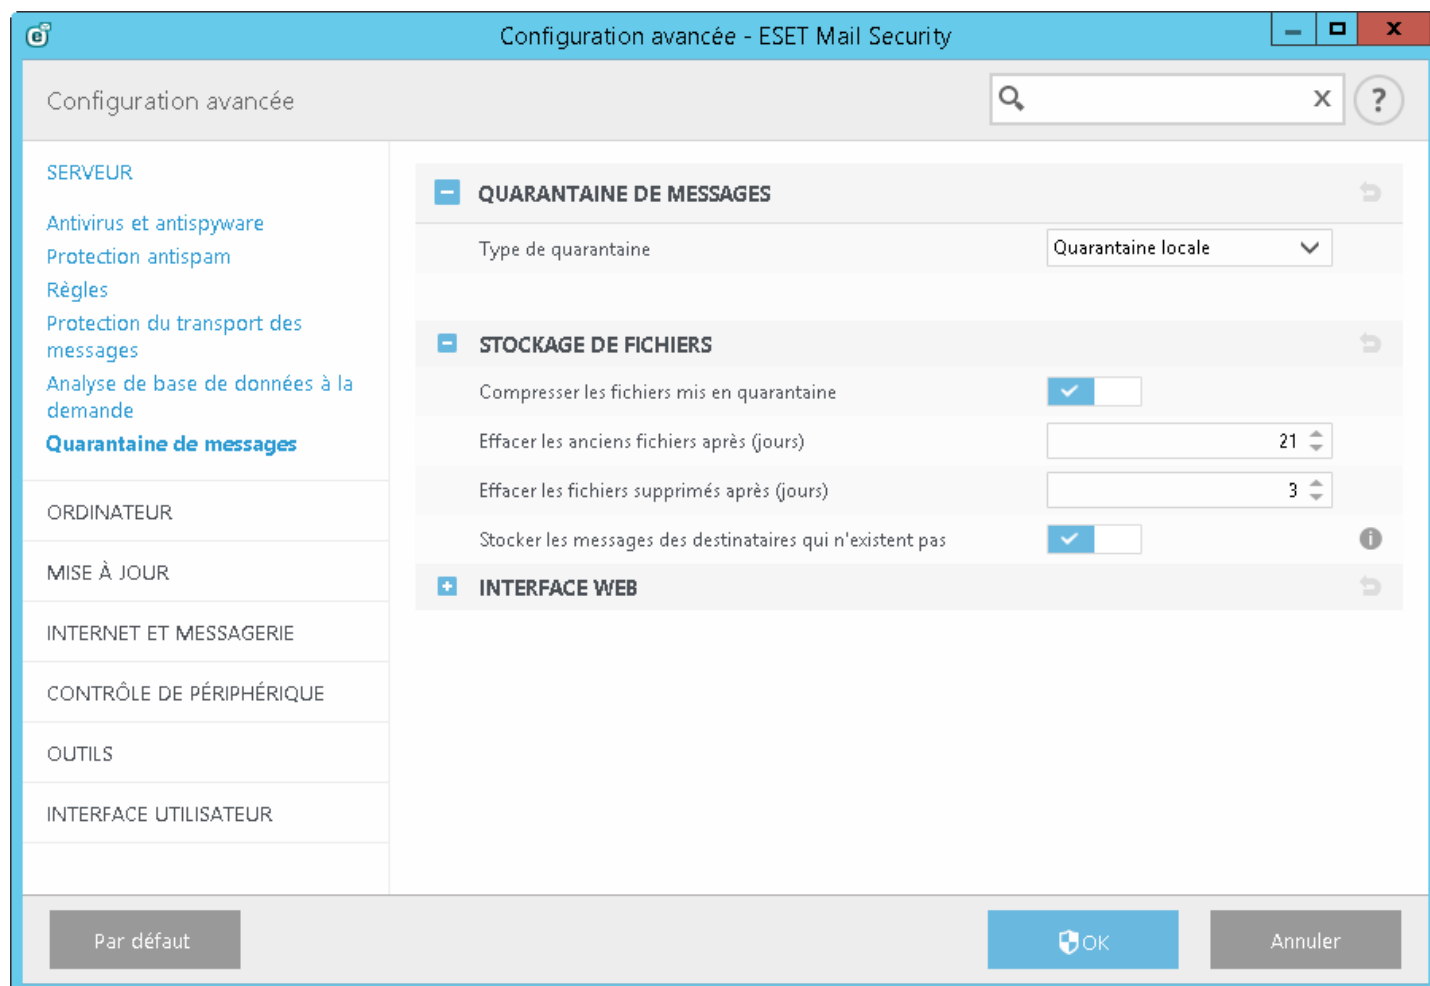 Configuration avancée - ESET Mail Security
Configuration avancée
SERVEUR
Antivirus et antispyware
Protection antispam
Règles
Protection du transport des
messages
Analyse de base de données à la
demande
Quarantaine de messages
ORDINATEUR
MISE À JOUR
INTERNET ET MESSAGERIE
CONTRÔLE DE PÉRIPHÉRIQUE
OUTILS
INTERFACE UTILISATEUR
QUARANTAINE DE MESSAGES
Type de quarantaine Quarantaine locale
STOCKAGE DE FICHIERS
Compresser les fichiers mis en quarantaine
Effacer les anciens fichiers après (jours) 21
Effacer les fichiers supprimés après (jours) 3
Stocker les messages des destinataires qui n'existent pas
INTERFACE WEB
Par défaut OK Annuler